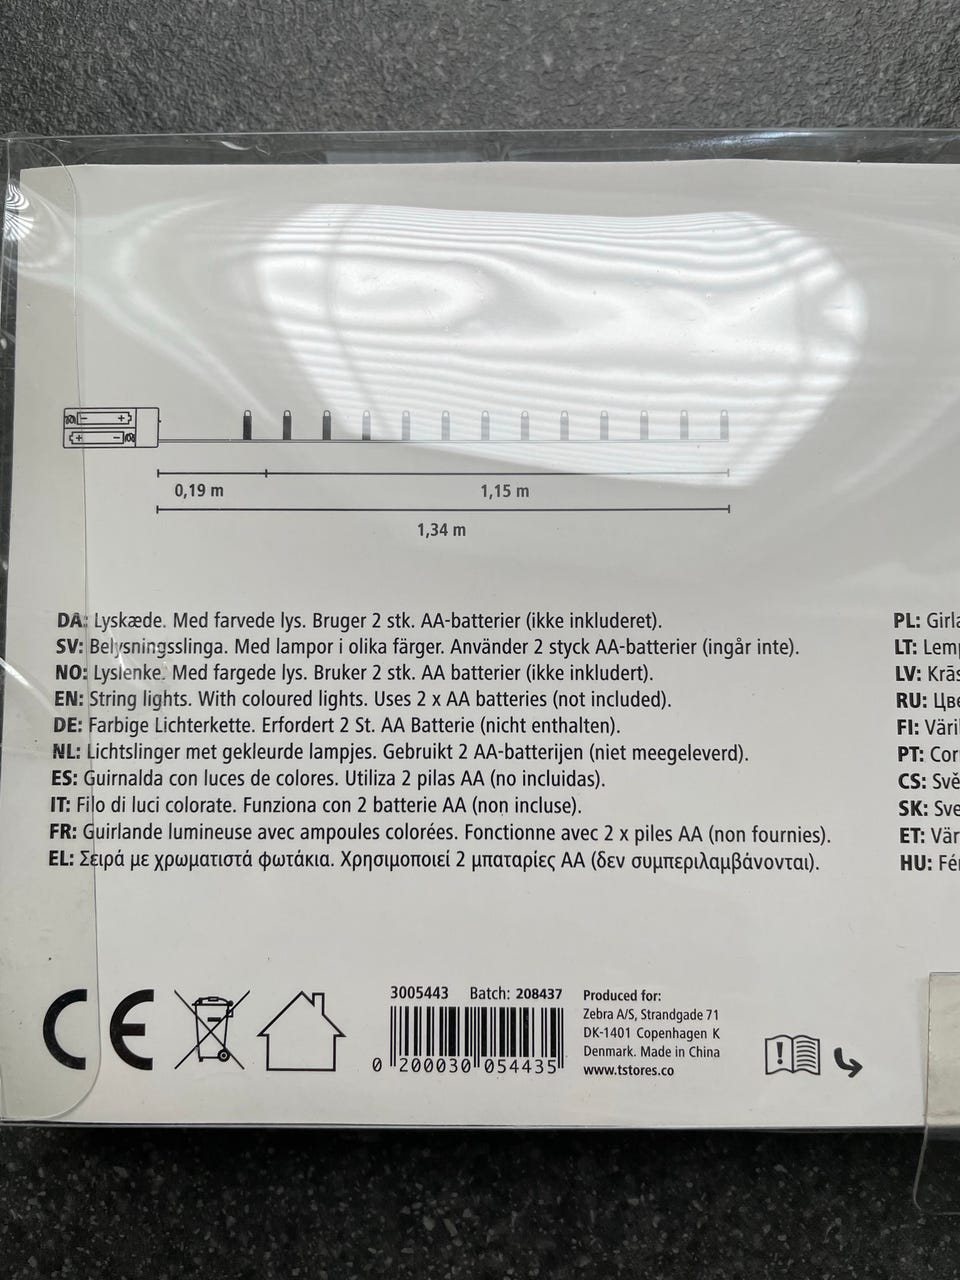 0,19 m
1,15 m
1,34 m
DA: Lyskæde. Med farvede lys. Bruger 2 stk. AA-batterier (ikke inkluderet).
SV: Belysningsslinga. Med lampor i olika färger. Använder 2 styck AA-batterier (ingår inte).
NO: Lyslenke. Med fargede lys. Bruker 2 stk. AA-batterier (ikke inkludert).
EN: String lights. With coloured lights. Uses 2 x AA batteries (not included).
DE: Farbige Lichterkette. Erfordert 2 St. AA Batterie (nicht enthalten).
NL: Lichtslinger met gekleurde lampjes. Gebruikt 2 AA-batterijen (niet meegeleverd).
ES: Guirnalda con luces de colores. Utiliza 2 pilas AA (no incluidas).
IT: Filo di luci colorate. Funziona con 2 batterie AA (non incluse).
FR: Guirlande lumineuse avec ampoules colorées. Fonctionne avec 2 x piles AA (non fournies).
EL: Σειρά με χρωματιστά φωτάκια. Χρησιμοποιεί 2 μπαταρίες AA (δεν συμπεριλαμβάνονται).
PL:
LT:
LV:
RU:
FI:
PT:
CS:
SK:
ET:
HU:
CE
3005443 Batch: 208437
0 200030 054435
Produced for:
Zebra A/S, Strandgade 71
DK-1401 Copenhagen K
Denmark. Made in China
www.tstores.co